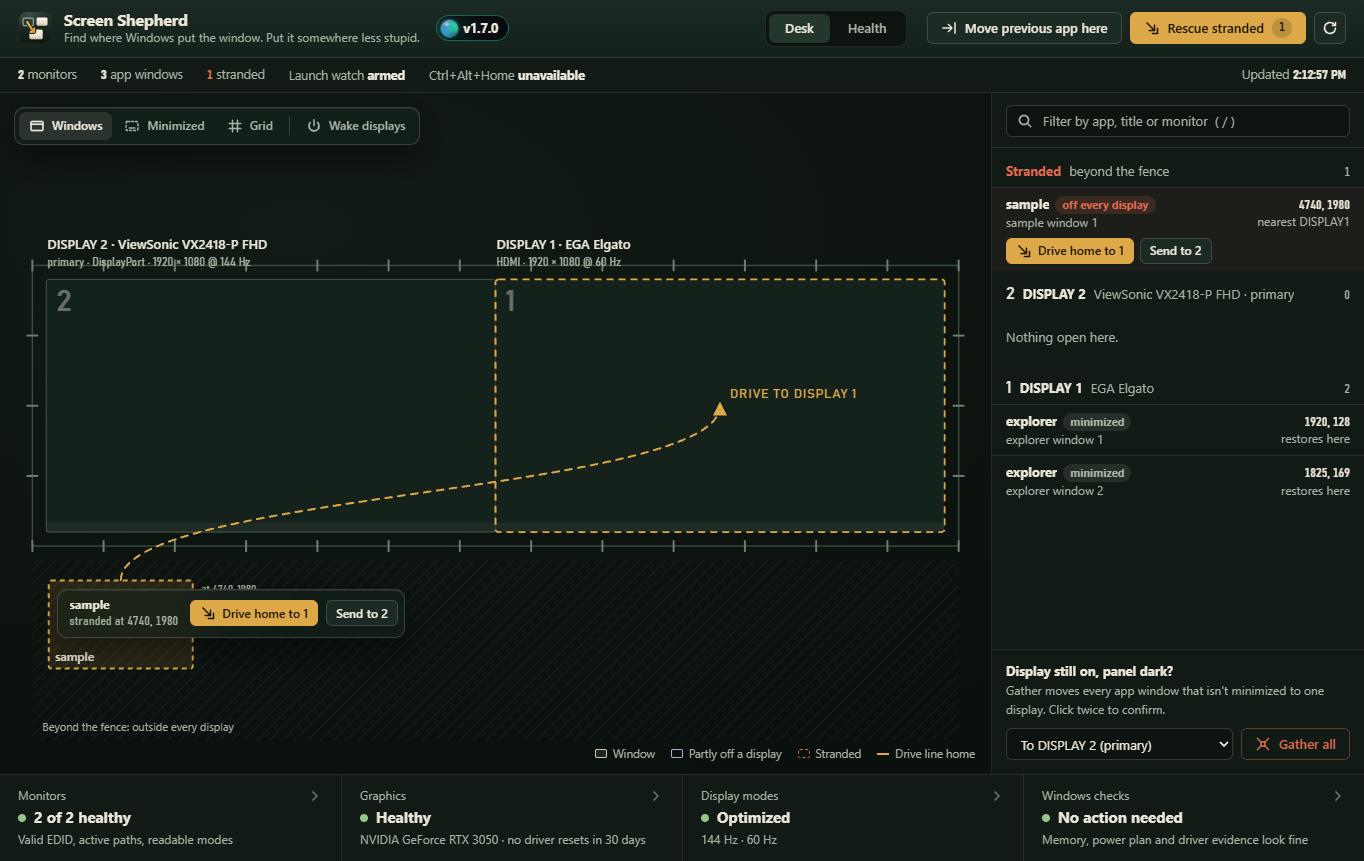 Screen Shepherd
Find where Windows put the window. Put it somewhere less stupid.
v1.7.0
Desk
Health
Move previous app here
Rescue stranded 1
2 monitors
3 app windows
1 stranded
Launch watch armed
Ctrl+Alt+Home unavailable
Updated 2:12:57 PM
Windows
Minimized
Grid
Wake displays
DISPLAY 2 · ViewSonic VX2418-P FHD
primary · DisplayPort · 1920 × 1080 @ 144 Hz
2
DISPLAY 1 · EGA Elgato
HDMI · 1920 × 1080 @ 60 Hz
1
DRIVE TO DISPLAY 1
at 4740, 1980
sample
stranded at 4740, 1980
Drive home to 1
Send to 2
sample
Beyond the fence: outside every display
Window
Partly off a display
Stranded
Drive line home
Filter by app, title or monitor ( / )
Stranded beyond the fence 1
sample off every display 4740, 1980
sample window 1 nearest DISPLAY1
Drive home to 1
Send to 2
2 DISPLAY 2 ViewSonic VX2418-P FHD · primary 0
Nothing open here.
1 DISPLAY 1 EGA Elgato 2
explorer minimized 1920, 128
explorer window 1 restores here
explorer minimized 1825, 169
explorer window 2 restores here
Display still on, panel dark?
Gather moves every app window that isn't minimized to one
display. Click twice to confirm.
To DISPLAY 2 (primary)
Gather all
Monitors
2 of 2 healthy
Valid EDID, active paths, readable modes
Graphics
Healthy
NVIDIA GeForce RTX 3050 · no driver resets in 30 days
Display modes
Optimized
144 Hz · 60 Hz
Windows checks
No action needed
Memory, power plan and driver evidence look fine